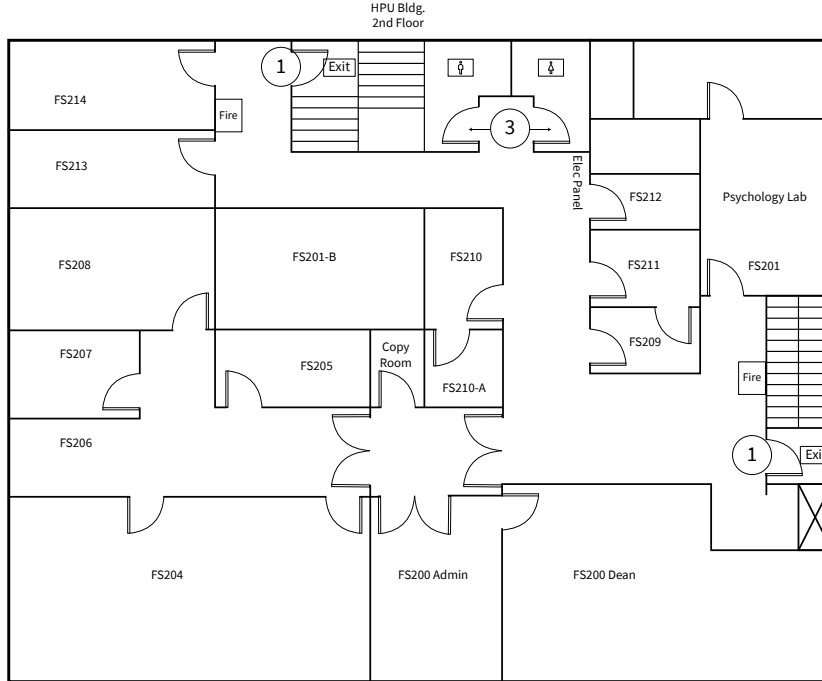 HPU Bldg.
2nd Floor
1
Exit
FS214
Fire
3
FS213
Elec Panel
FS212
Psychology Lab
FS208
FS201-B
FS210
FS211
FS201
FS207
Copy
Room
FS209
FS205
Fire
FS210-A
FS206
1
Exi
FS204
FS200 Admin
FS200 Dean